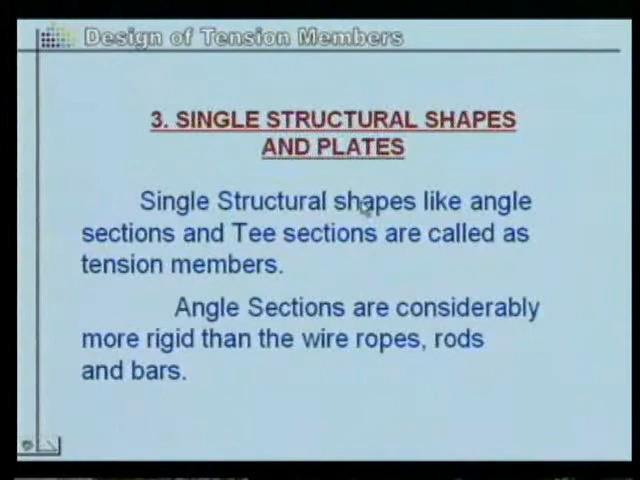 Design of Tension Members
3. SINGLE STRUCTURAL SHAPES
AND PLATES
Single Structural shapes like angle
sections and Tee sections are called as
tension members.
Angle Sections are considerably
more rigid than the wire ropes, rods
and bars.